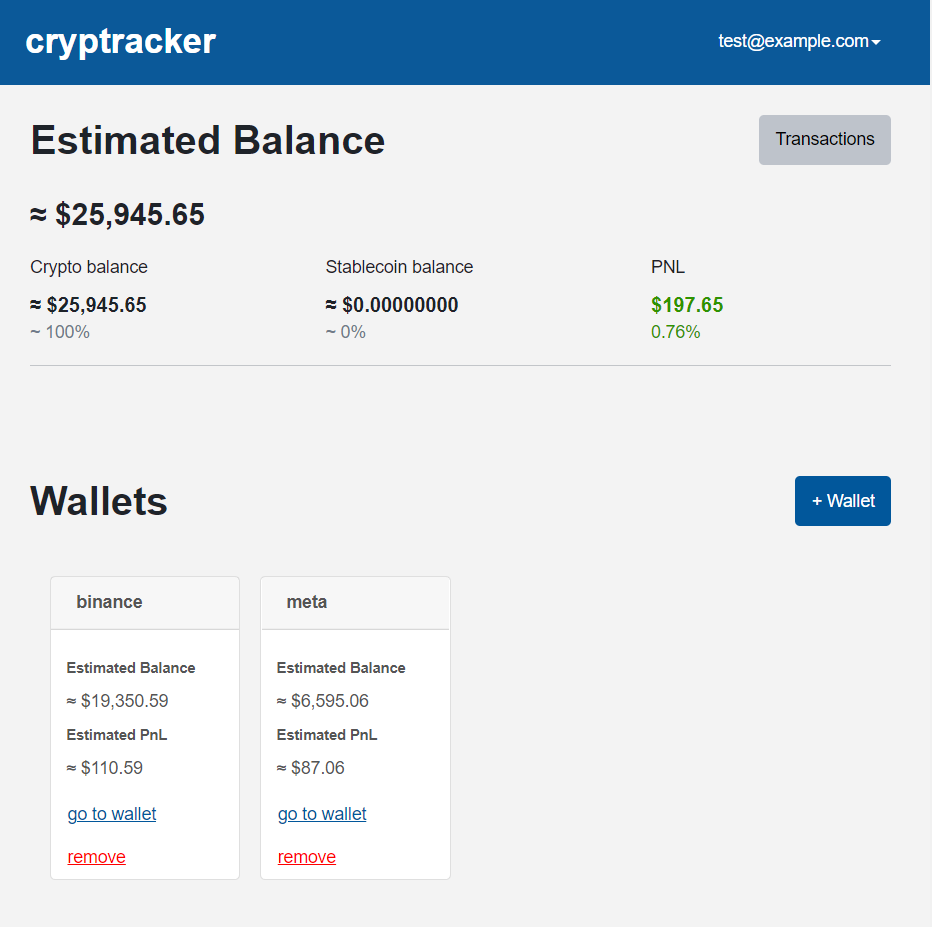 cryptracker
test@example.com
Estimated Balance
Transactions
≈ $25,945.65
Crypto balance
Stablecoin balance
PNL
≈ $25,945.65
≈ $0.00000000
$197.65
~ 100%
~ 0%
0.76%
Wallets
+ Wallet
binance
meta
Estimated Balance
Estimated Balance
≈ $19,350.59
≈ $6,595.06
Estimated PnL
Estimated PnL
≈ $110.59
≈ $87.06
go to wallet
go to wallet
remove
remove